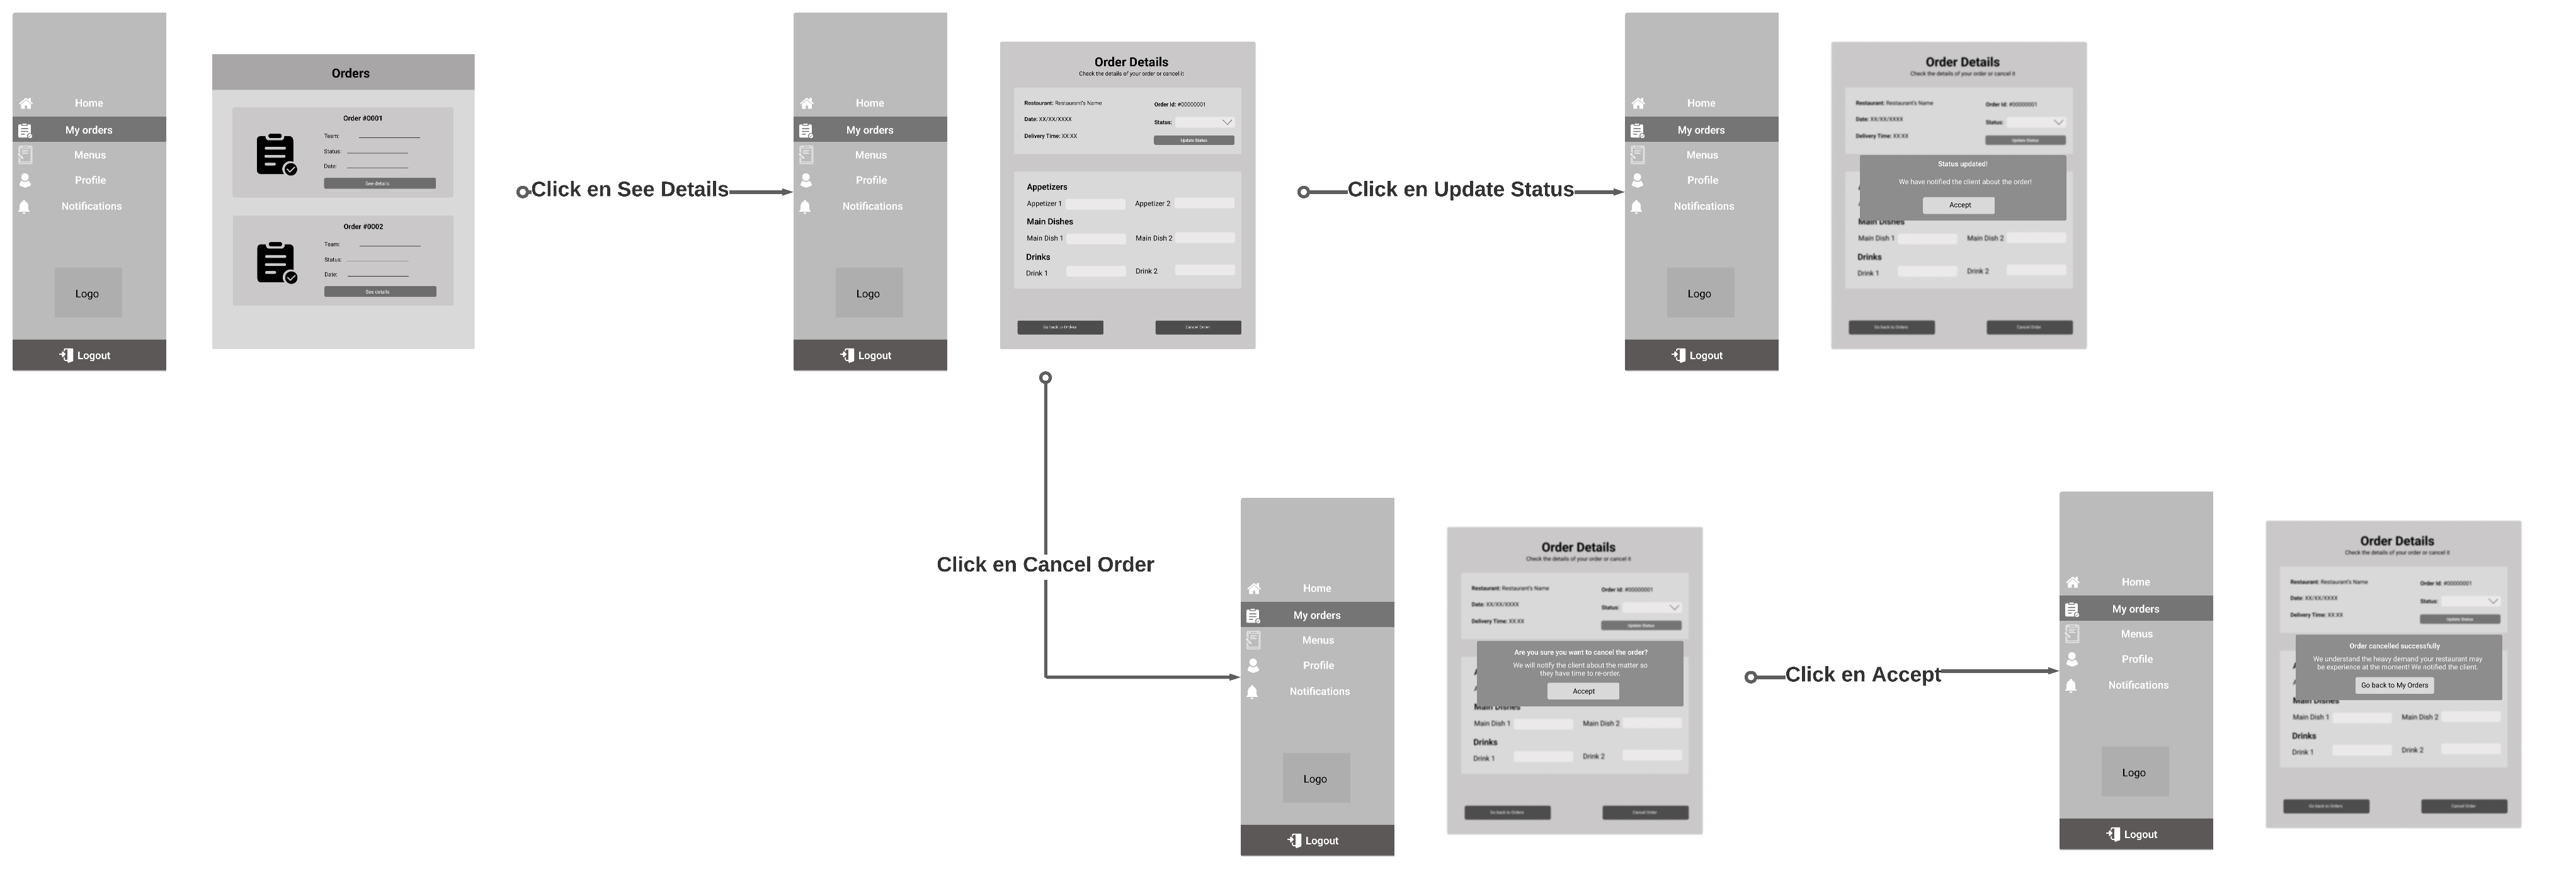 Home
My orders
Menus
Profile
Notifications
Logo
Logout
Orders
Order #0001
Team:
Status:
Date:
See details
Order #0002
Team:
Status:
Date:
See details
Click en See Details
Home
My orders
Menus
Profile
Notifications
Logo
Logout
Order Details
Check the details of your order or cancel it
Restaurant: Restaurant's Name
Order Id: #00000001
Date: XX/XX/XXXX
Status:
Delivery Time: XX:XX
Update Status
Appetizers
Appetizer 1
Appetizer 2
Main Dishes
Main Dish 1
Main Dish 2
Drinks
Drink 1
Drink 2
Go back to Orders
Cancel Order
Click en Update Status
Home
My orders
Menus
Profile
Notifications
Logo
Logout
Order Details
Check the details of your order or cancel it
Restaurant: Restaurant's Name
Order Id: #00000001
Date: XX/XX/XXXX
Status:
Delivery Time: XX:XX
Update Status
Status updated!
We have notified the client about the order!
Accept
Main Dishes
Main Dish 1
Main Dish 2
Drinks
Drink 1
Drink 2
Go back to Orders
Cancel Order
Click en Cancel Order
Home
My orders
Menus
Profile
Notifications
Logo
Logout
Order Details
Check the details of your order or cancel it
Restaurant: Restaurant's Name
Order Id: #00000001
Date: XX/XX/XXXX
Status:
Delivery Time: XX:XX
Update Status
Are you sure you want to cancel the order?
We will notify the client about the matter so
they have time to re-order.
Accept
Main Dishes
Main Dish 1
Main Dish 2
Drinks
Drink 1
Drink 2
Go back to Orders
Cancel Order
Click en Accept
Home
My orders
Menus
Profile
Notifications
Logo
Logout
Order Details
Check the details of your order or cancel it
Restaurant: Restaurant's Name
Order Id: #00000001
Date: XX/XX/XXXX
Status:
Delivery Time: XX:XX
Update Status
Order cancelled successfully
We understand the heavy demand your restaurant may
be experience at the moment! We notified the client.
Go back to My Orders
Main Dishes
Main Dish 1
Main Dish 2
Drinks
Drink 1
Drink 2
Go back to Orders
Cancel Order